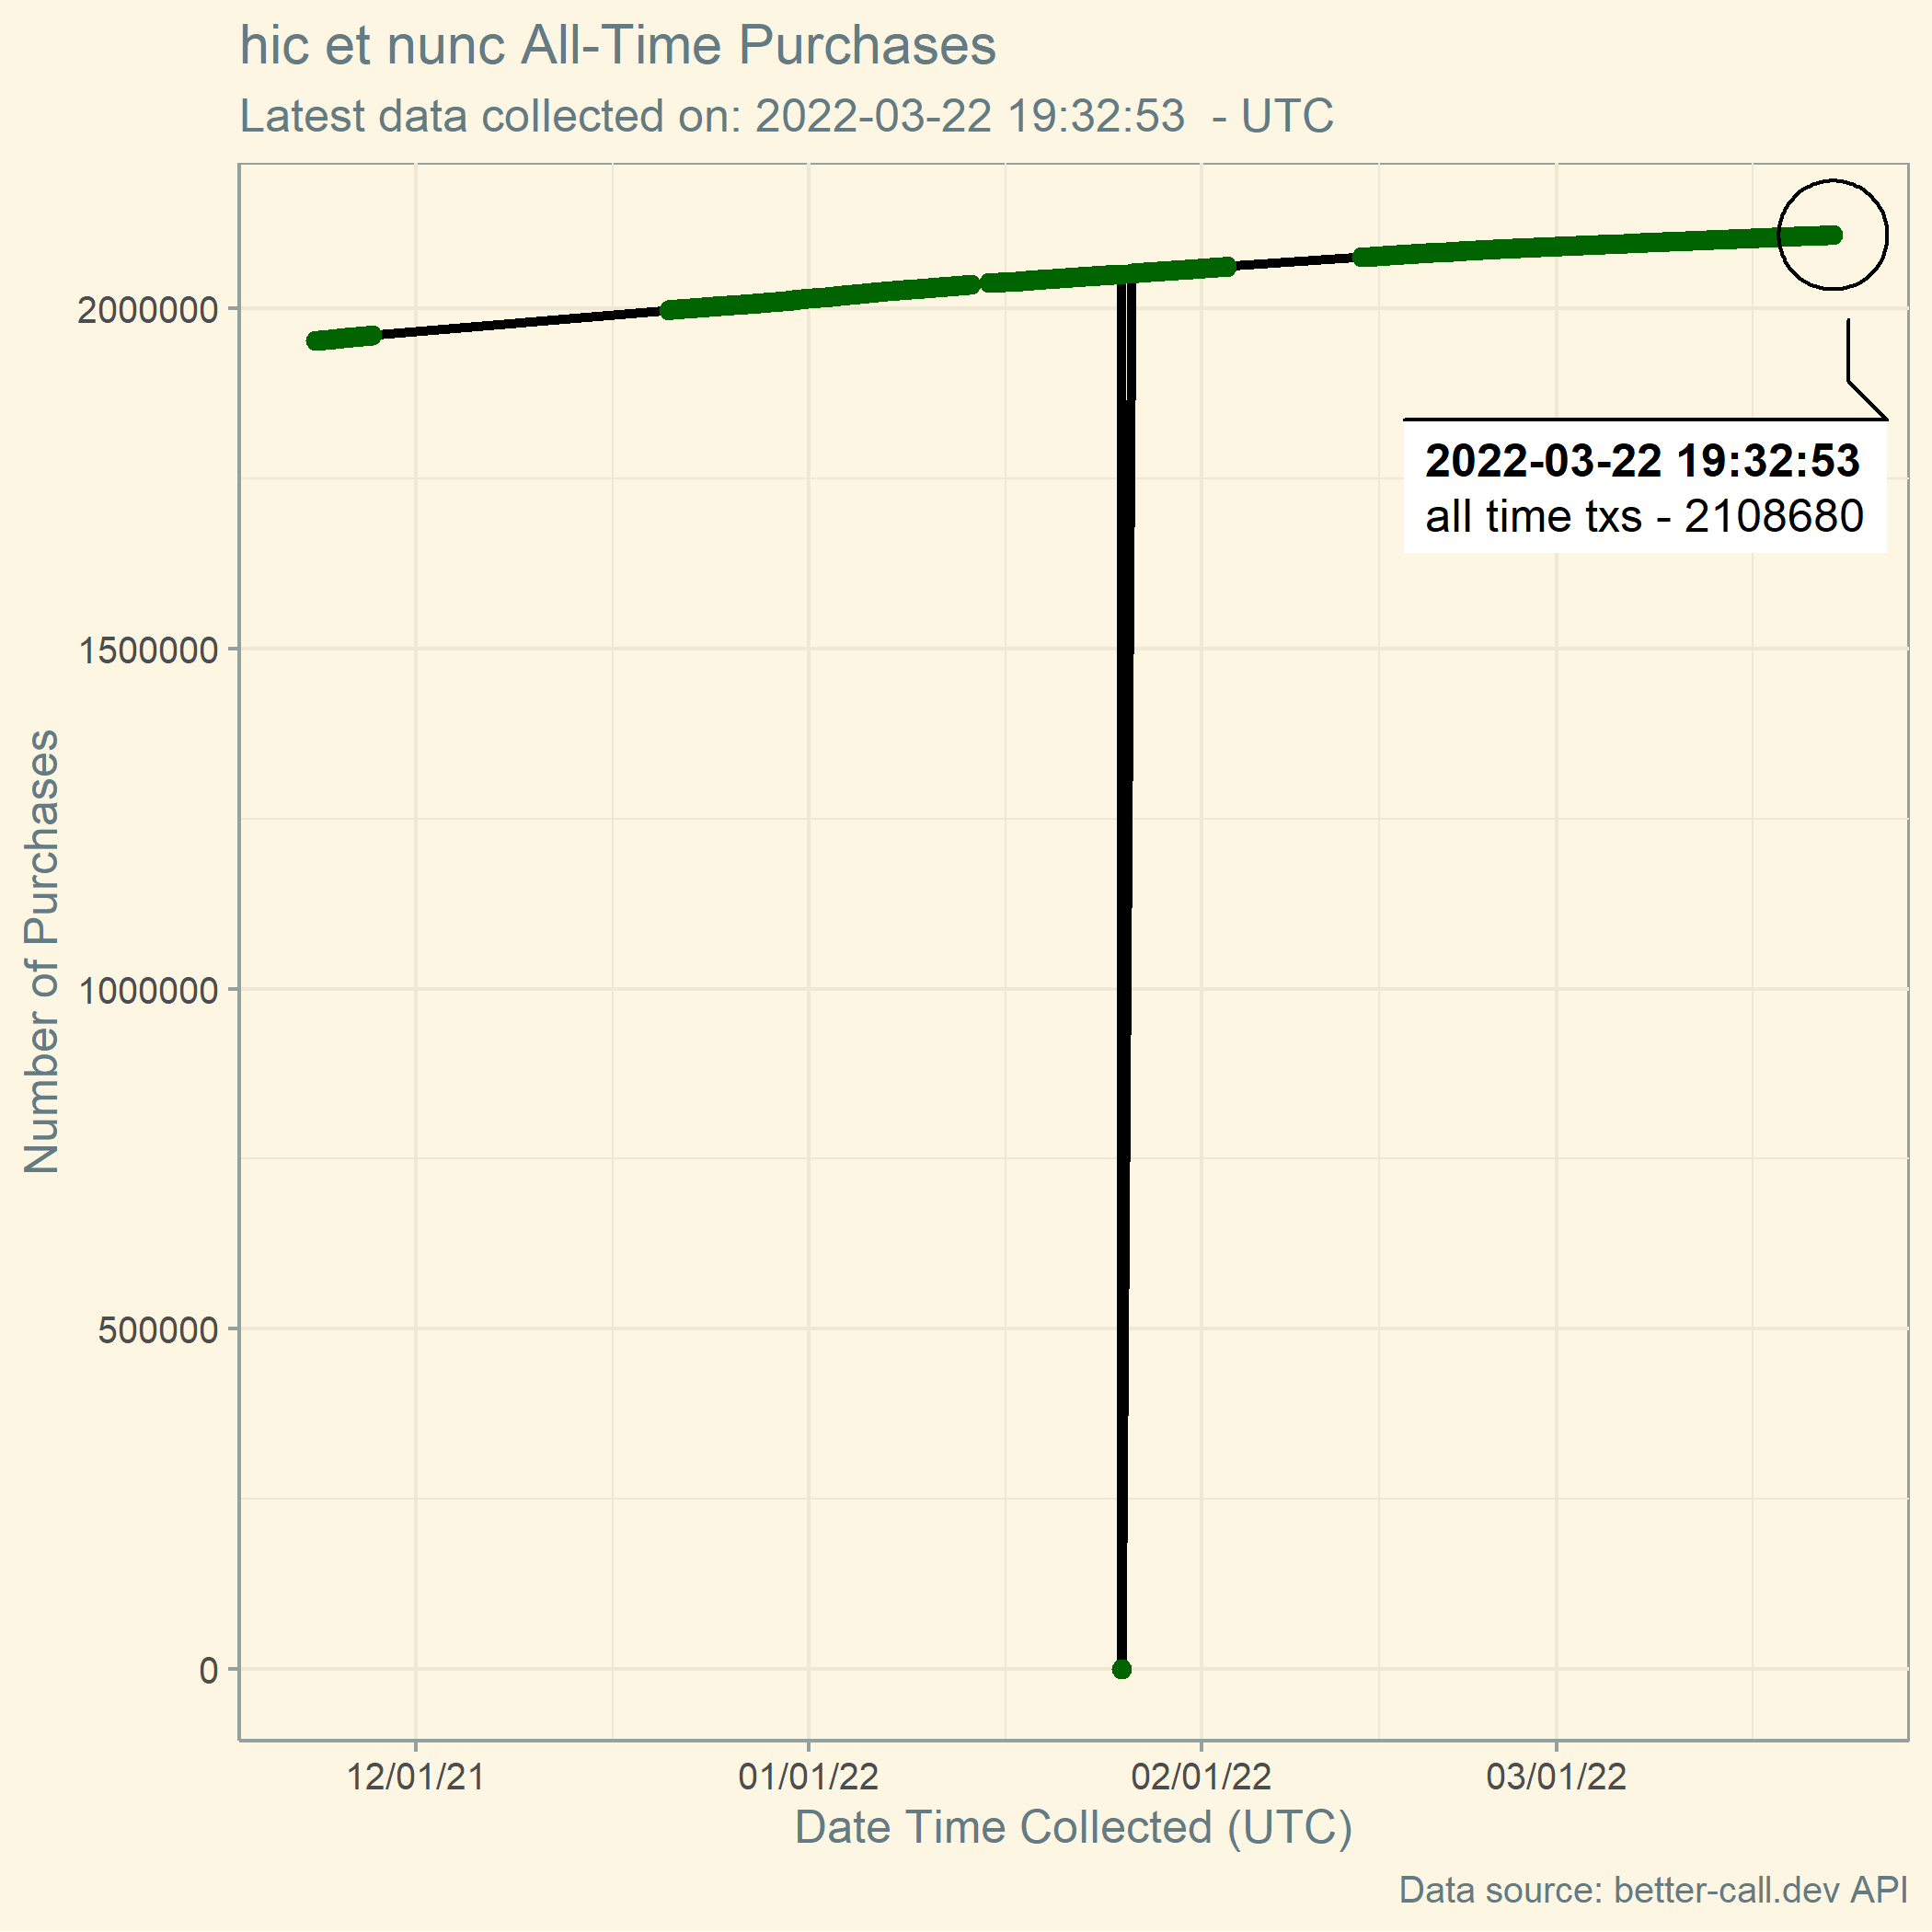 hic et nunc All-Time Purchases
Latest data collected on: 2022-03-22 19:32:53  - UTC
2022-03-22 19:32:53
all time txs - 2108680
Number of Purchases
2000000
1500000
1000000
500000
0
12/01/21
01/01/22
02/01/22
03/01/22
Date Time Collected (UTC)
Data source: better-call.dev API